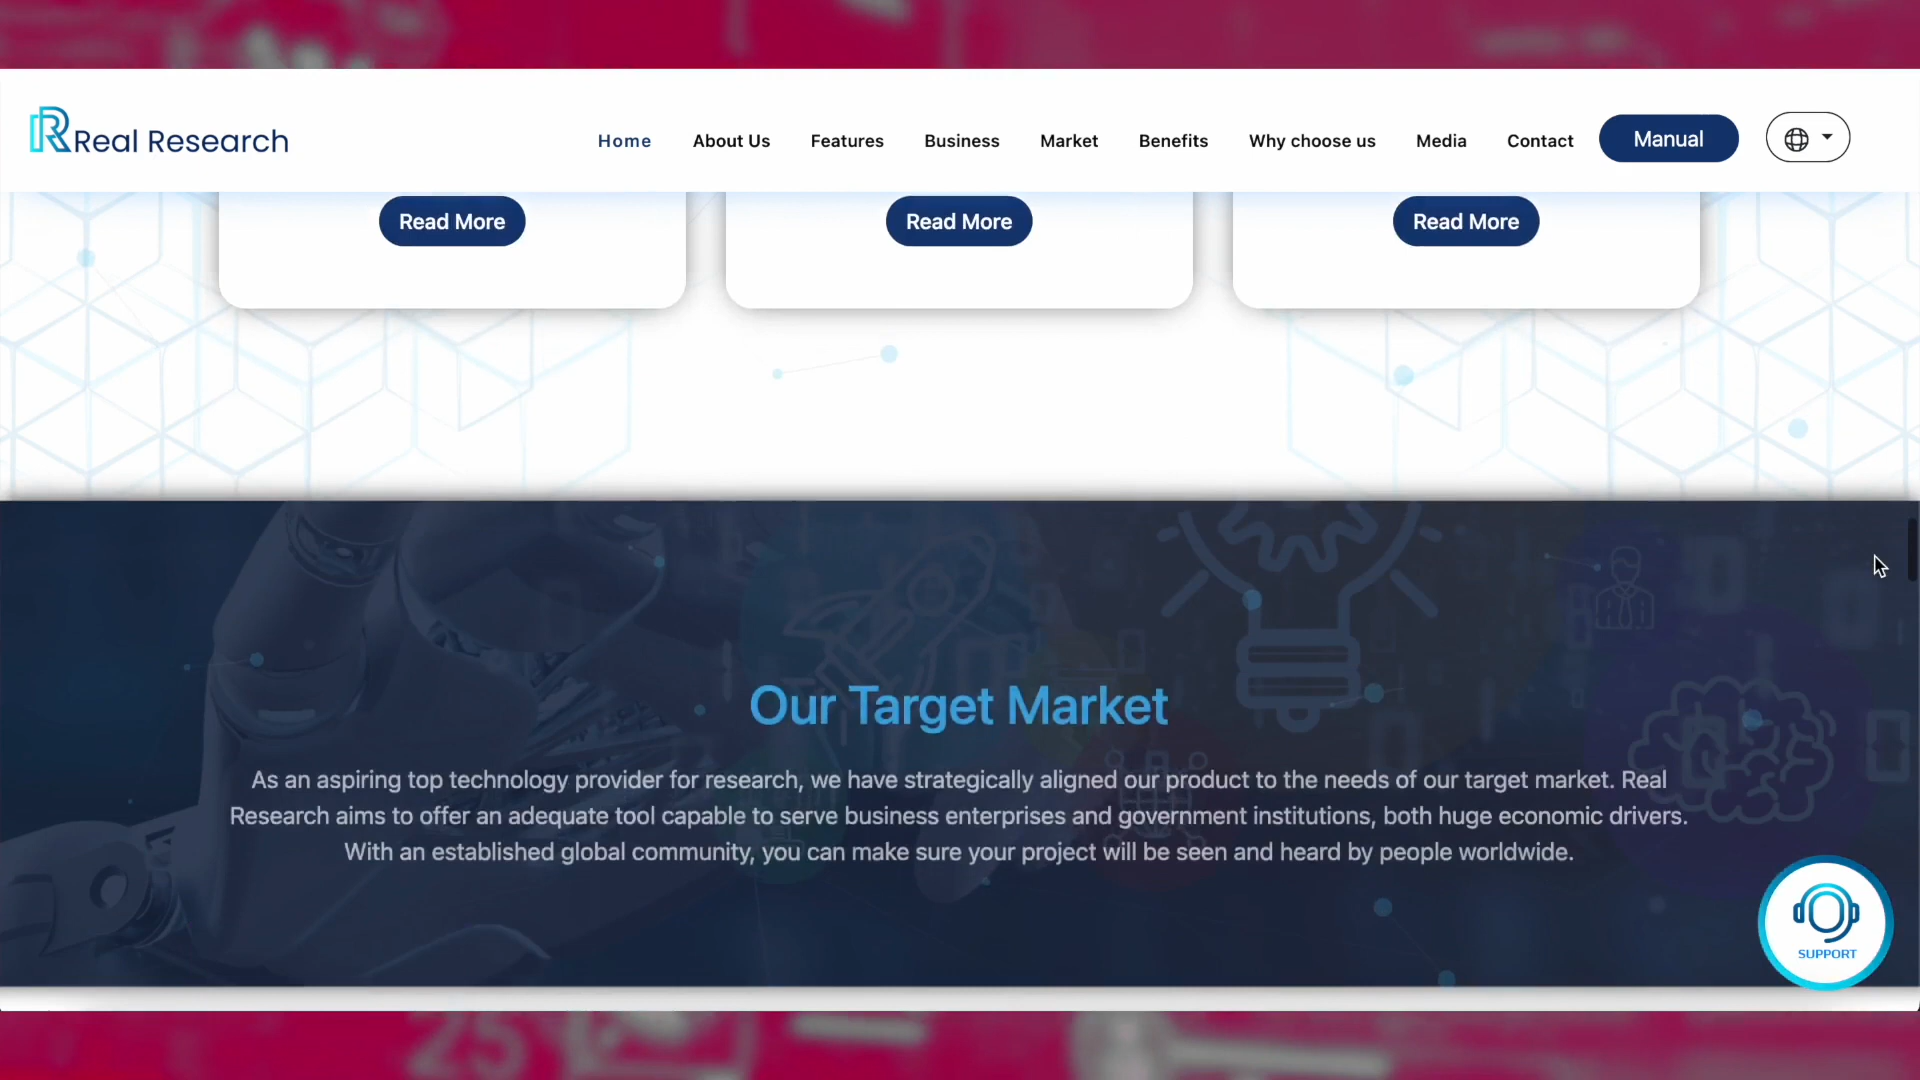 Real Research
Home About Us Features Business Market Benefits Why choose us Media Contact Manual
Read More Read More Read More
Our Target Market
As an aspiring top technology provider for research, we have strategically aligned our product to the needs of our target market. Real
Research aims to offer an adequate tool capable to serve business enterprises and government institutions, both huge economic drivers.
With an established global community, you can make sure your project will be seen and heard by people worldwide.
SUPPORT
25